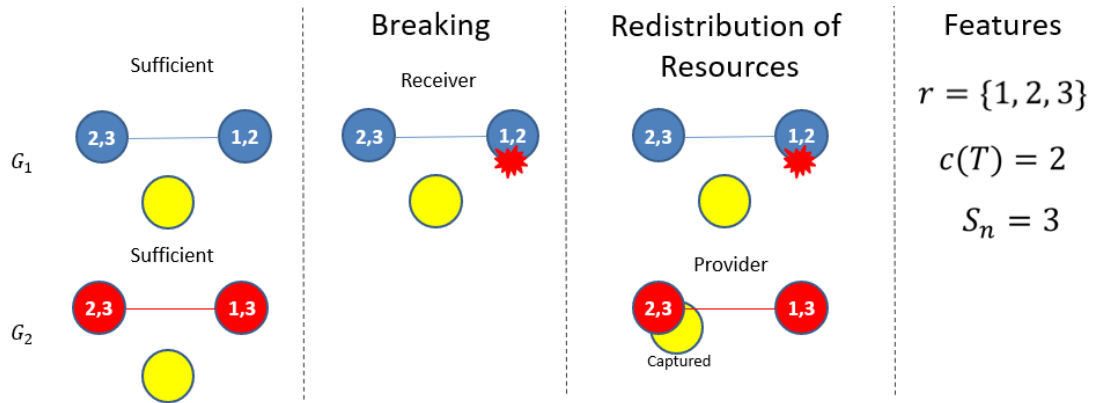 Breaking
Redistribution of
Resources
Features
Sufficient
Receiver
r = {1, 2, 3}
2,3
1,2
2,3
1,2
2,3
1,2
G₁
c(T) = 2
Sₙ = 3
Sufficient
Provider
2,3
1,3
2,3
1,3
G₂
Captured